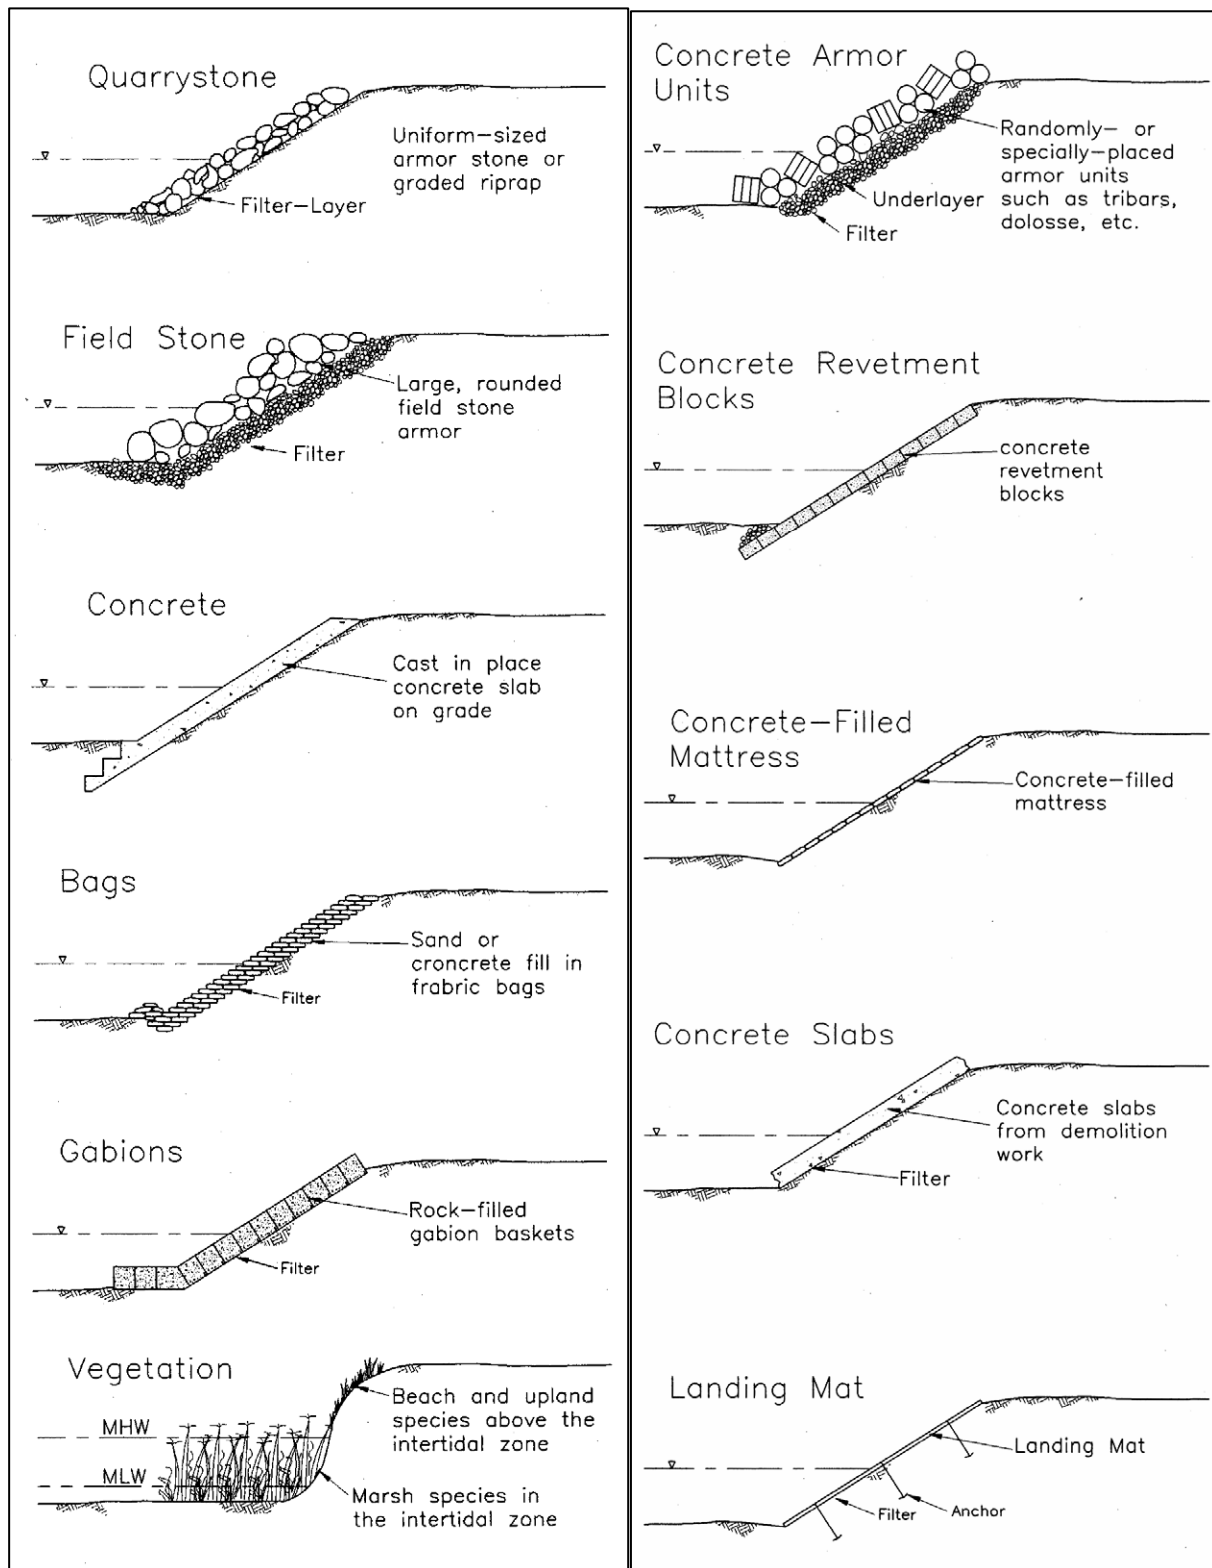 Quarrystone
Uniform-sized
armor stone or
graded riprap
Filter-Layer
Field Stone
Large, rounded
field stone
armor
Filter
Concrete
Cast in place
concrete slab
on grade
Bags
Sand or
croncrete fill in
frabric bags
Filter
Gabions
Rock-filled
gabion baskets
Filter
Vegetation
Beach and upland
species above the
intertidal zone
MHW
MLW
Marsh species in
the intertidal zone
Concrete Armor
Units
Randomly- or
specially-placed
armor units
such as tribars,
dolosse, etc.
Underlayer
Filter
Concrete Revetment
Blocks
concrete
revetment
blocks
Concrete-Filled
Mattress
Concrete-filled
mattress
Concrete Slabs
Concrete slabs
from demolition
work
Filter
Landing Mat
Landing Mat
Filter
Anchor